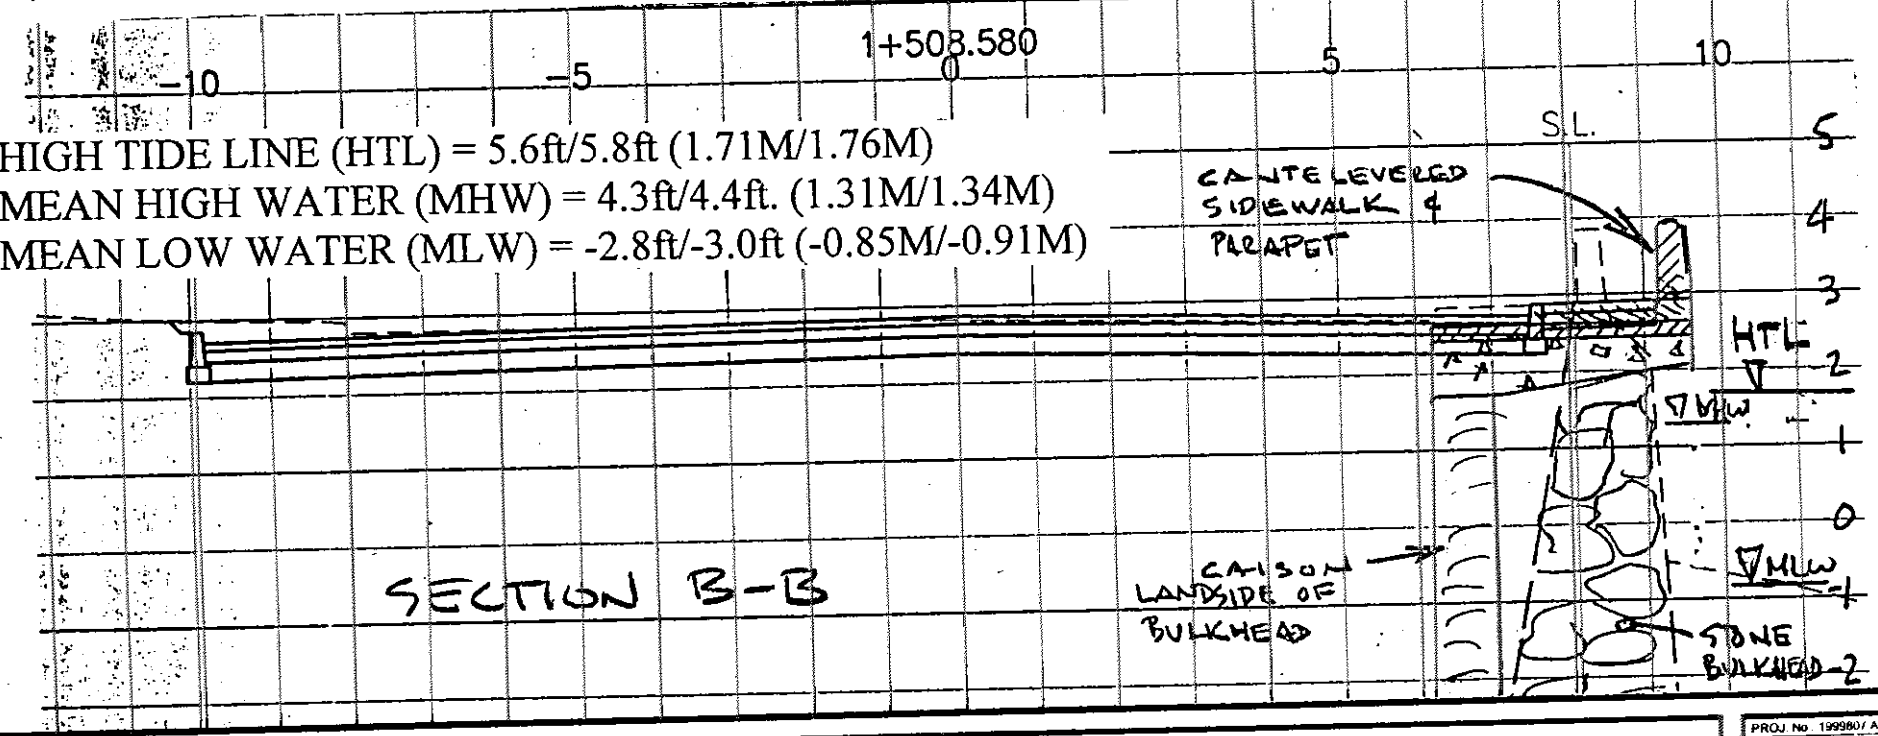 1+508.580
-10 -5 0 5 10
HIGH TIDE LINE (HTL) = 5.6ft/5.8ft (1.71M/1.76M)
MEAN HIGH WATER (MHW) = 4.3ft/4.4ft. (1.31M/1.34M)
MEAN LOW WATER (MLW) = -2.8ft/-3.0ft (-0.85M/-0.91M)
S.L.
5
CANTELEVERED
SIDEWALK &
PARAPET
4
3
HTL
2
1
0
MLW
-1
SECTION B-B
CAISON
LANDSIDE OF
BULKHEAD
STONE
BULKHEAD
-2
PROJ. No. 199980/ A